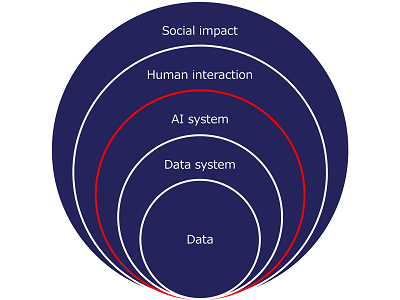 Social impact
Human interaction
AI system
Data system
Data